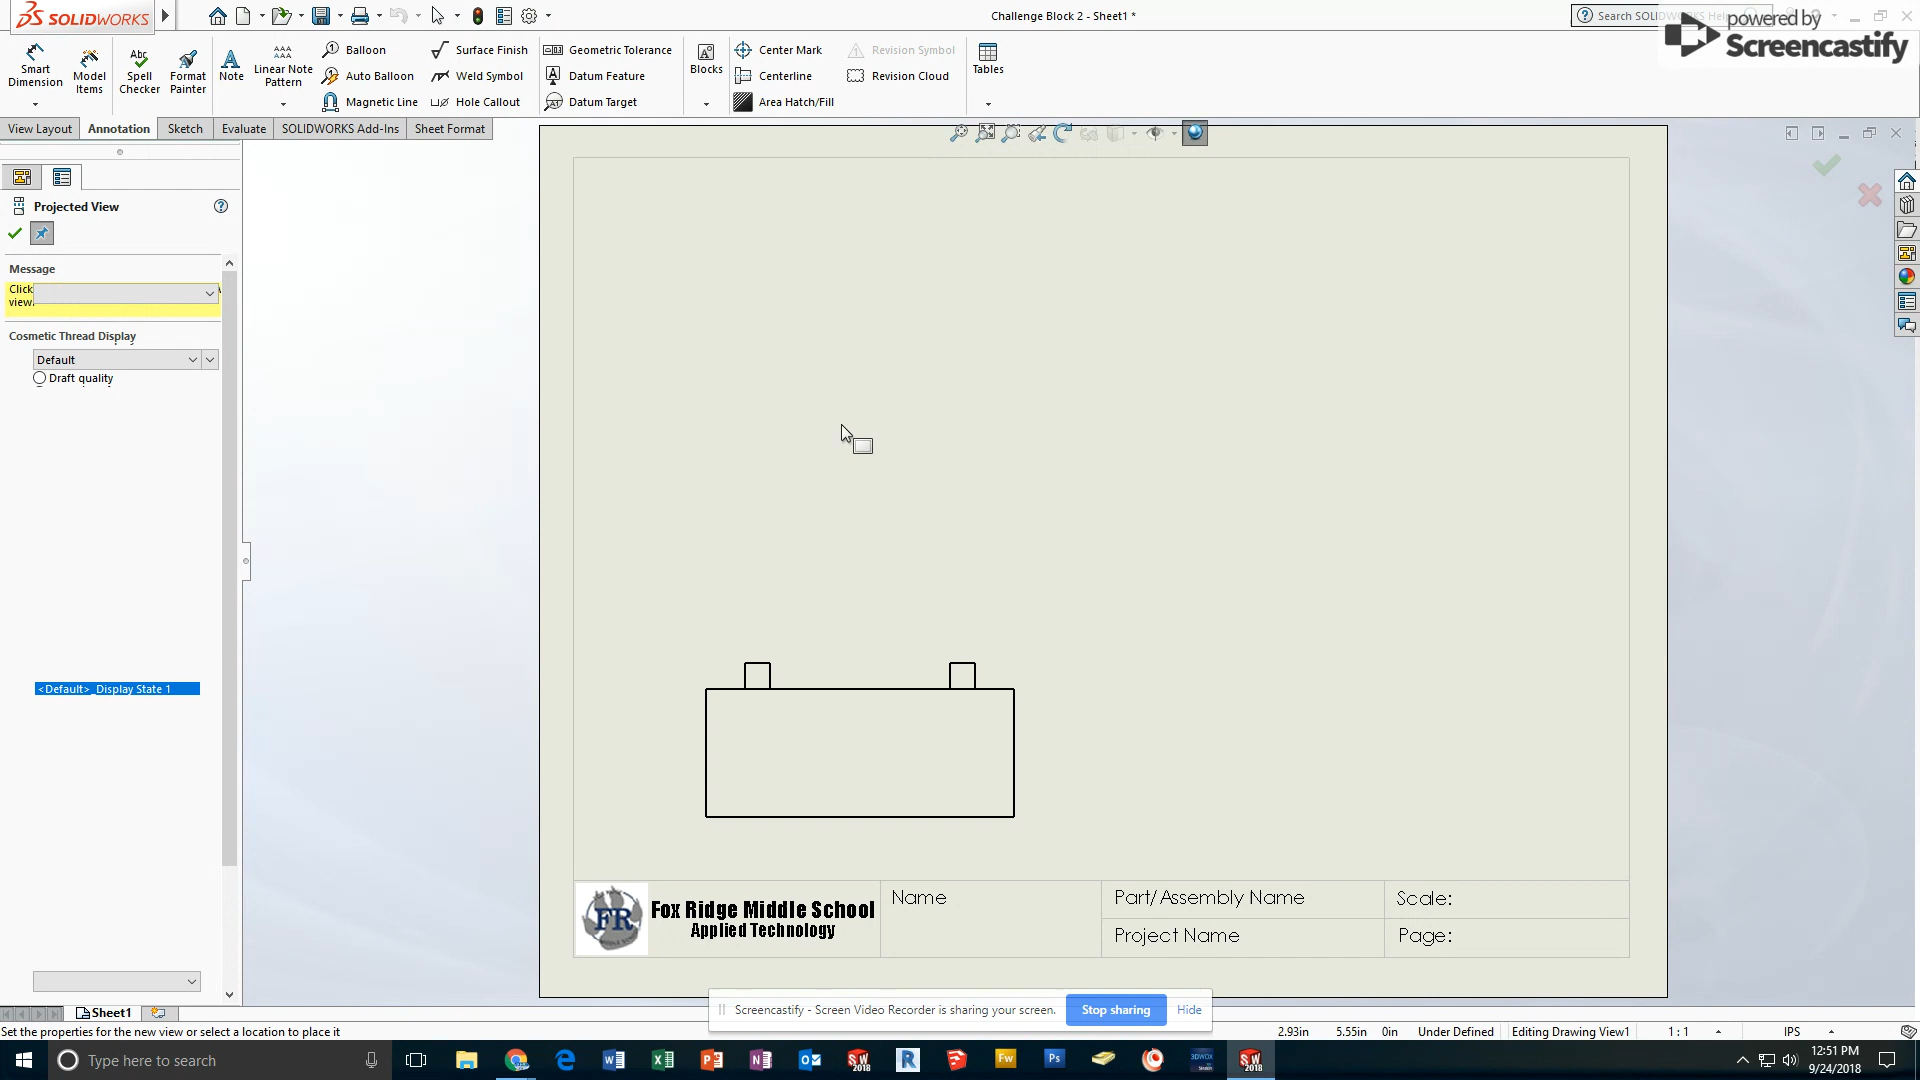 SOLIDWORKS
Challenge Block 2 - Sheet1 *
Search SOLIDWORKS Help
powered by
Screencastify
Smart Dimension
Model Items
Spell Checker
Format Painter
Note
Linear Note Pattern
Balloon
Auto Balloon
Magnetic Line
Surface Finish
Weld Symbol
Hole Callout
Geometric Tolerance
Datum Feature
Datum Target
Blocks
Center Mark
Centerline
Area Hatch/Fill
Revision Symbol
Revision Cloud
Tables
View Layout
Annotation
Sketch
Evaluate
SOLIDWORKS Add-Ins
Sheet Format
Projected View
Message
Click
view.
Cosmetic Thread Display
Default
Draft quality
<Default>_Display State 1
Name
Part/Assembly Name
Scale:
Fox Ridge Middle School
Applied Technology
FR
Project Name
Page:
Screencastify - Screen Video Recorder is sharing your screen.
Stop sharing
Hide
Sheet1
Set the properties for the new view or select a location to place it
2.93in
5.55in
0in
Under Defined
Editing Drawing View1
1 : 1
IPS
Type here to search
12:51 PM
9/24/2018